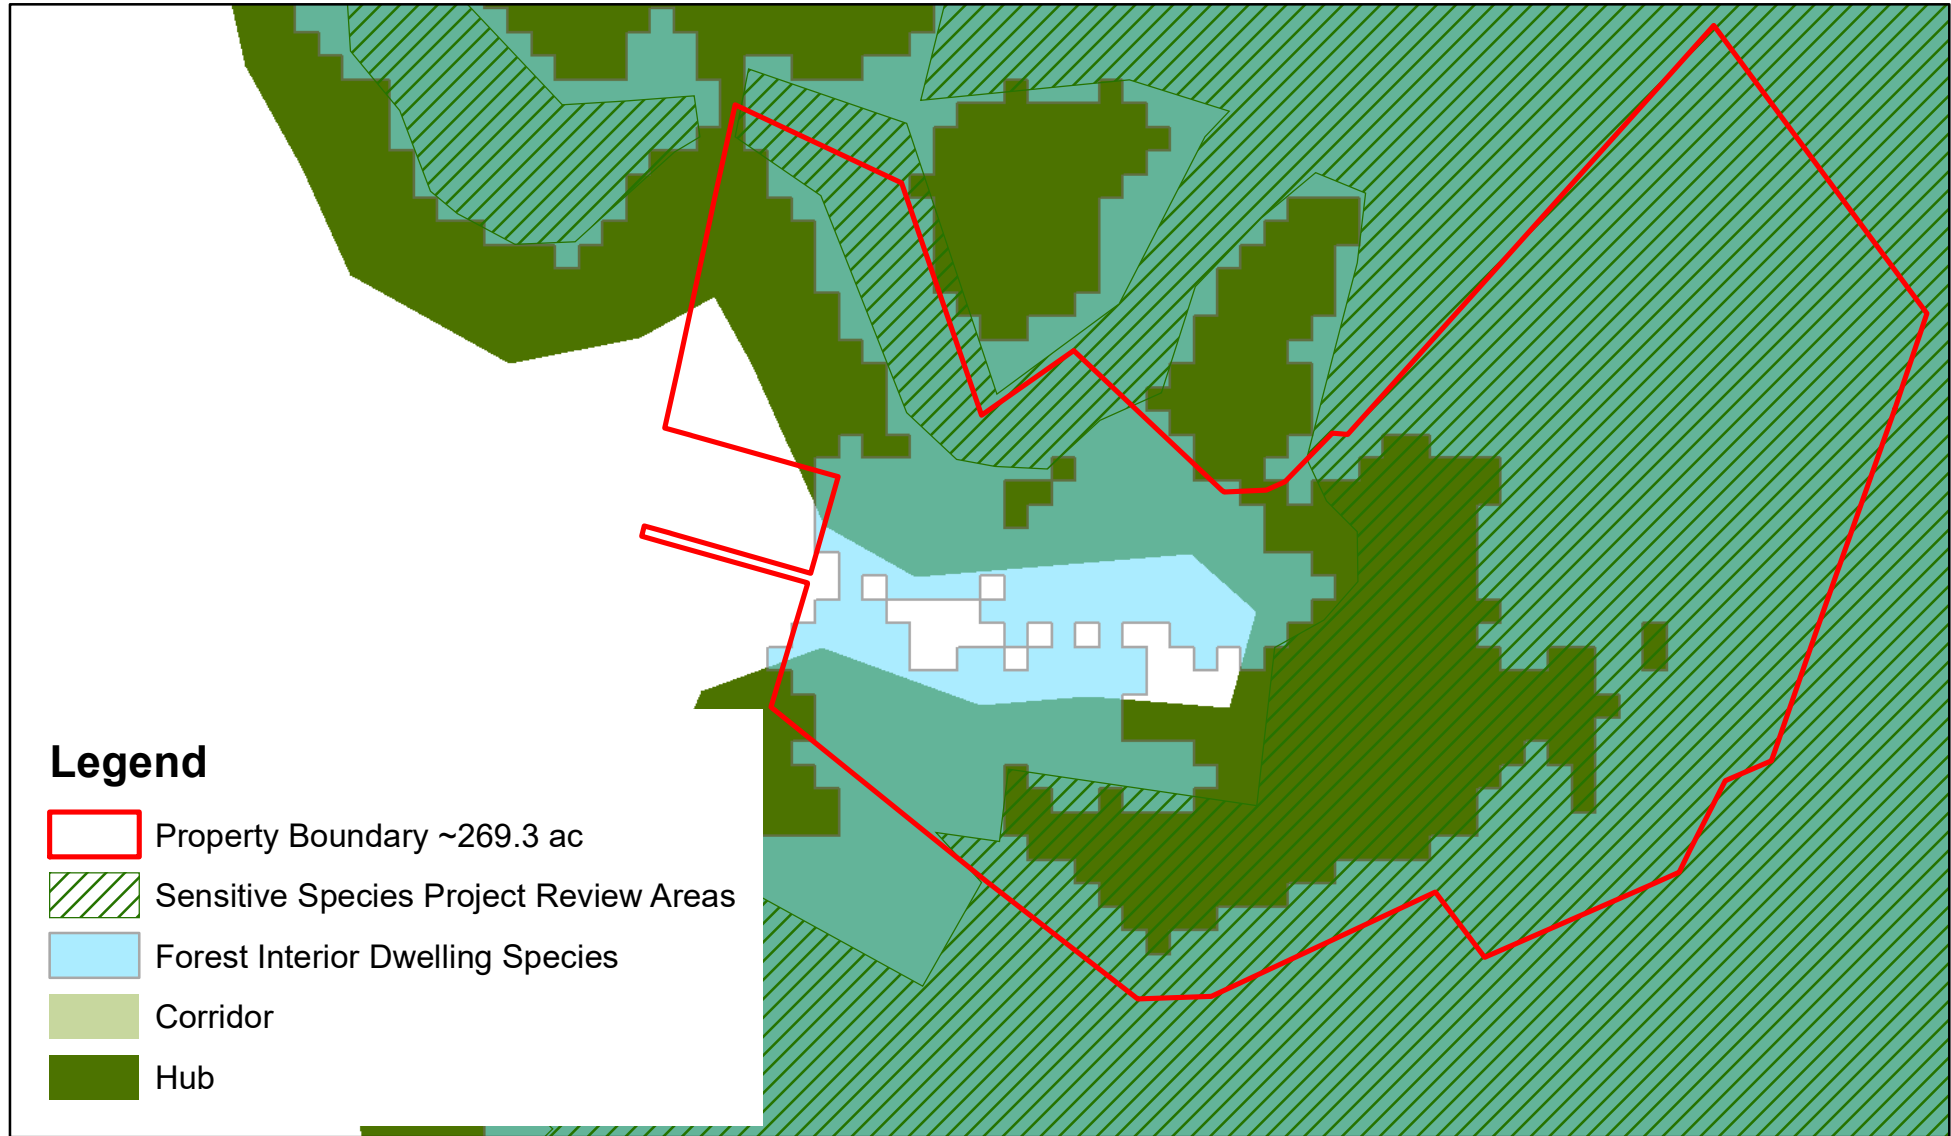 Legend
Property Boundary ~269.3 ac
Sensitive Species Project Review Areas
Forest Interior Dwelling Species
Corridor
Hub